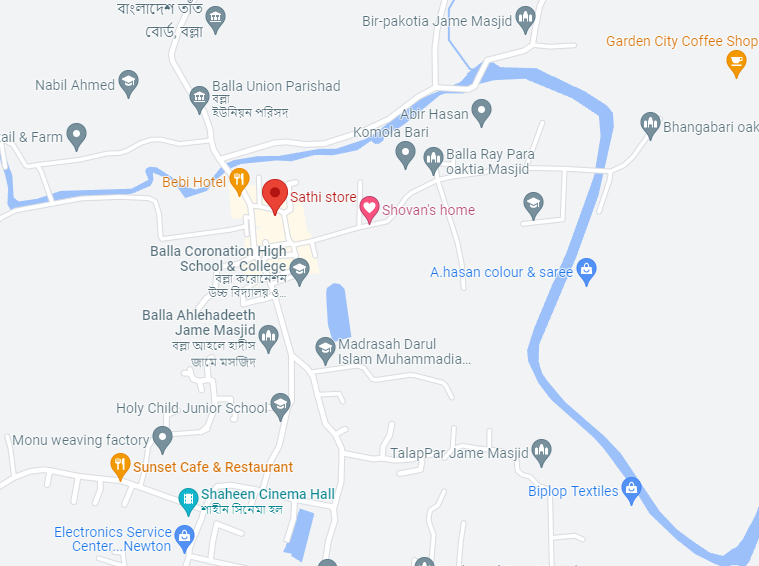 বাংলাদেশ তাঁত
বোর্ড, বল্লা
Bir-pakotia Jame Masjid
Garden City Coffee Shop
Nabil Ahmed
Balla Union Parishad
বল্লা
ইউনিয়ন পরিসদ
Abir Hasan
Komola Bari
Bhangabari oak
tail & Farm
Balla Ray Para
oaktia Masjid
Bebi Hotel
Sathi store
Shovan's home
Balla Coronation High
School & College
বল্লা করোনেশন
উচ্চ বিদ্যালয় ও...
A.hasan colour & saree
Balla Ahlehadeeth
Jame Masjid
বল্লা আহলে হাদীস
জামে মসজিদ
Madrasah Darul
Islam Muhammadia...
Holy Child Junior School
Monu weaving factory
TalapPar Jame Masjid
Sunset Cafe & Restaurant
Shaheen Cinema Hall
শাহীন সিনেমা হল
Biplop Textiles
Electronics Service
Center...Newton